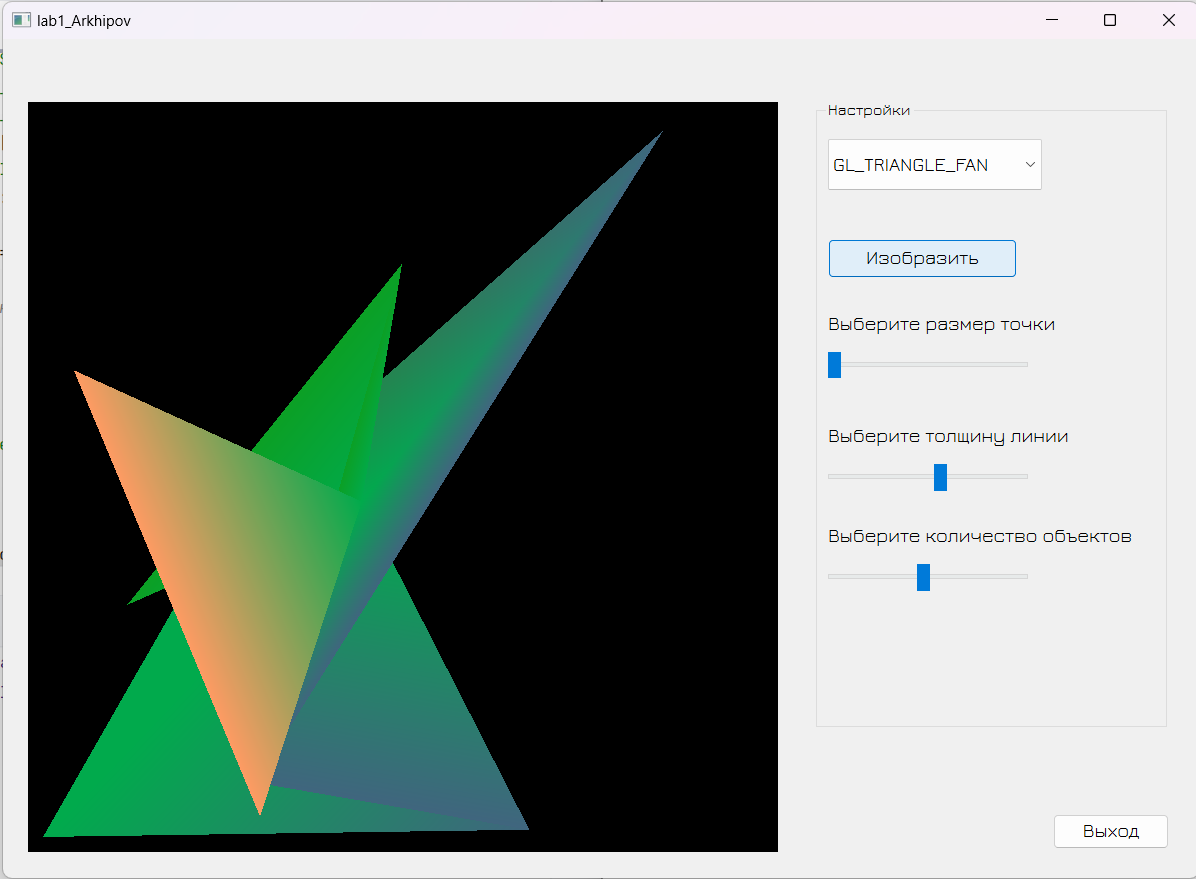 lab1_Arkhipov
Настройки
GL_TRIANGLE_FAN
Изобразить
Выберите размер точки
Выберите толщину линии
Выберите количество объектов
Выход